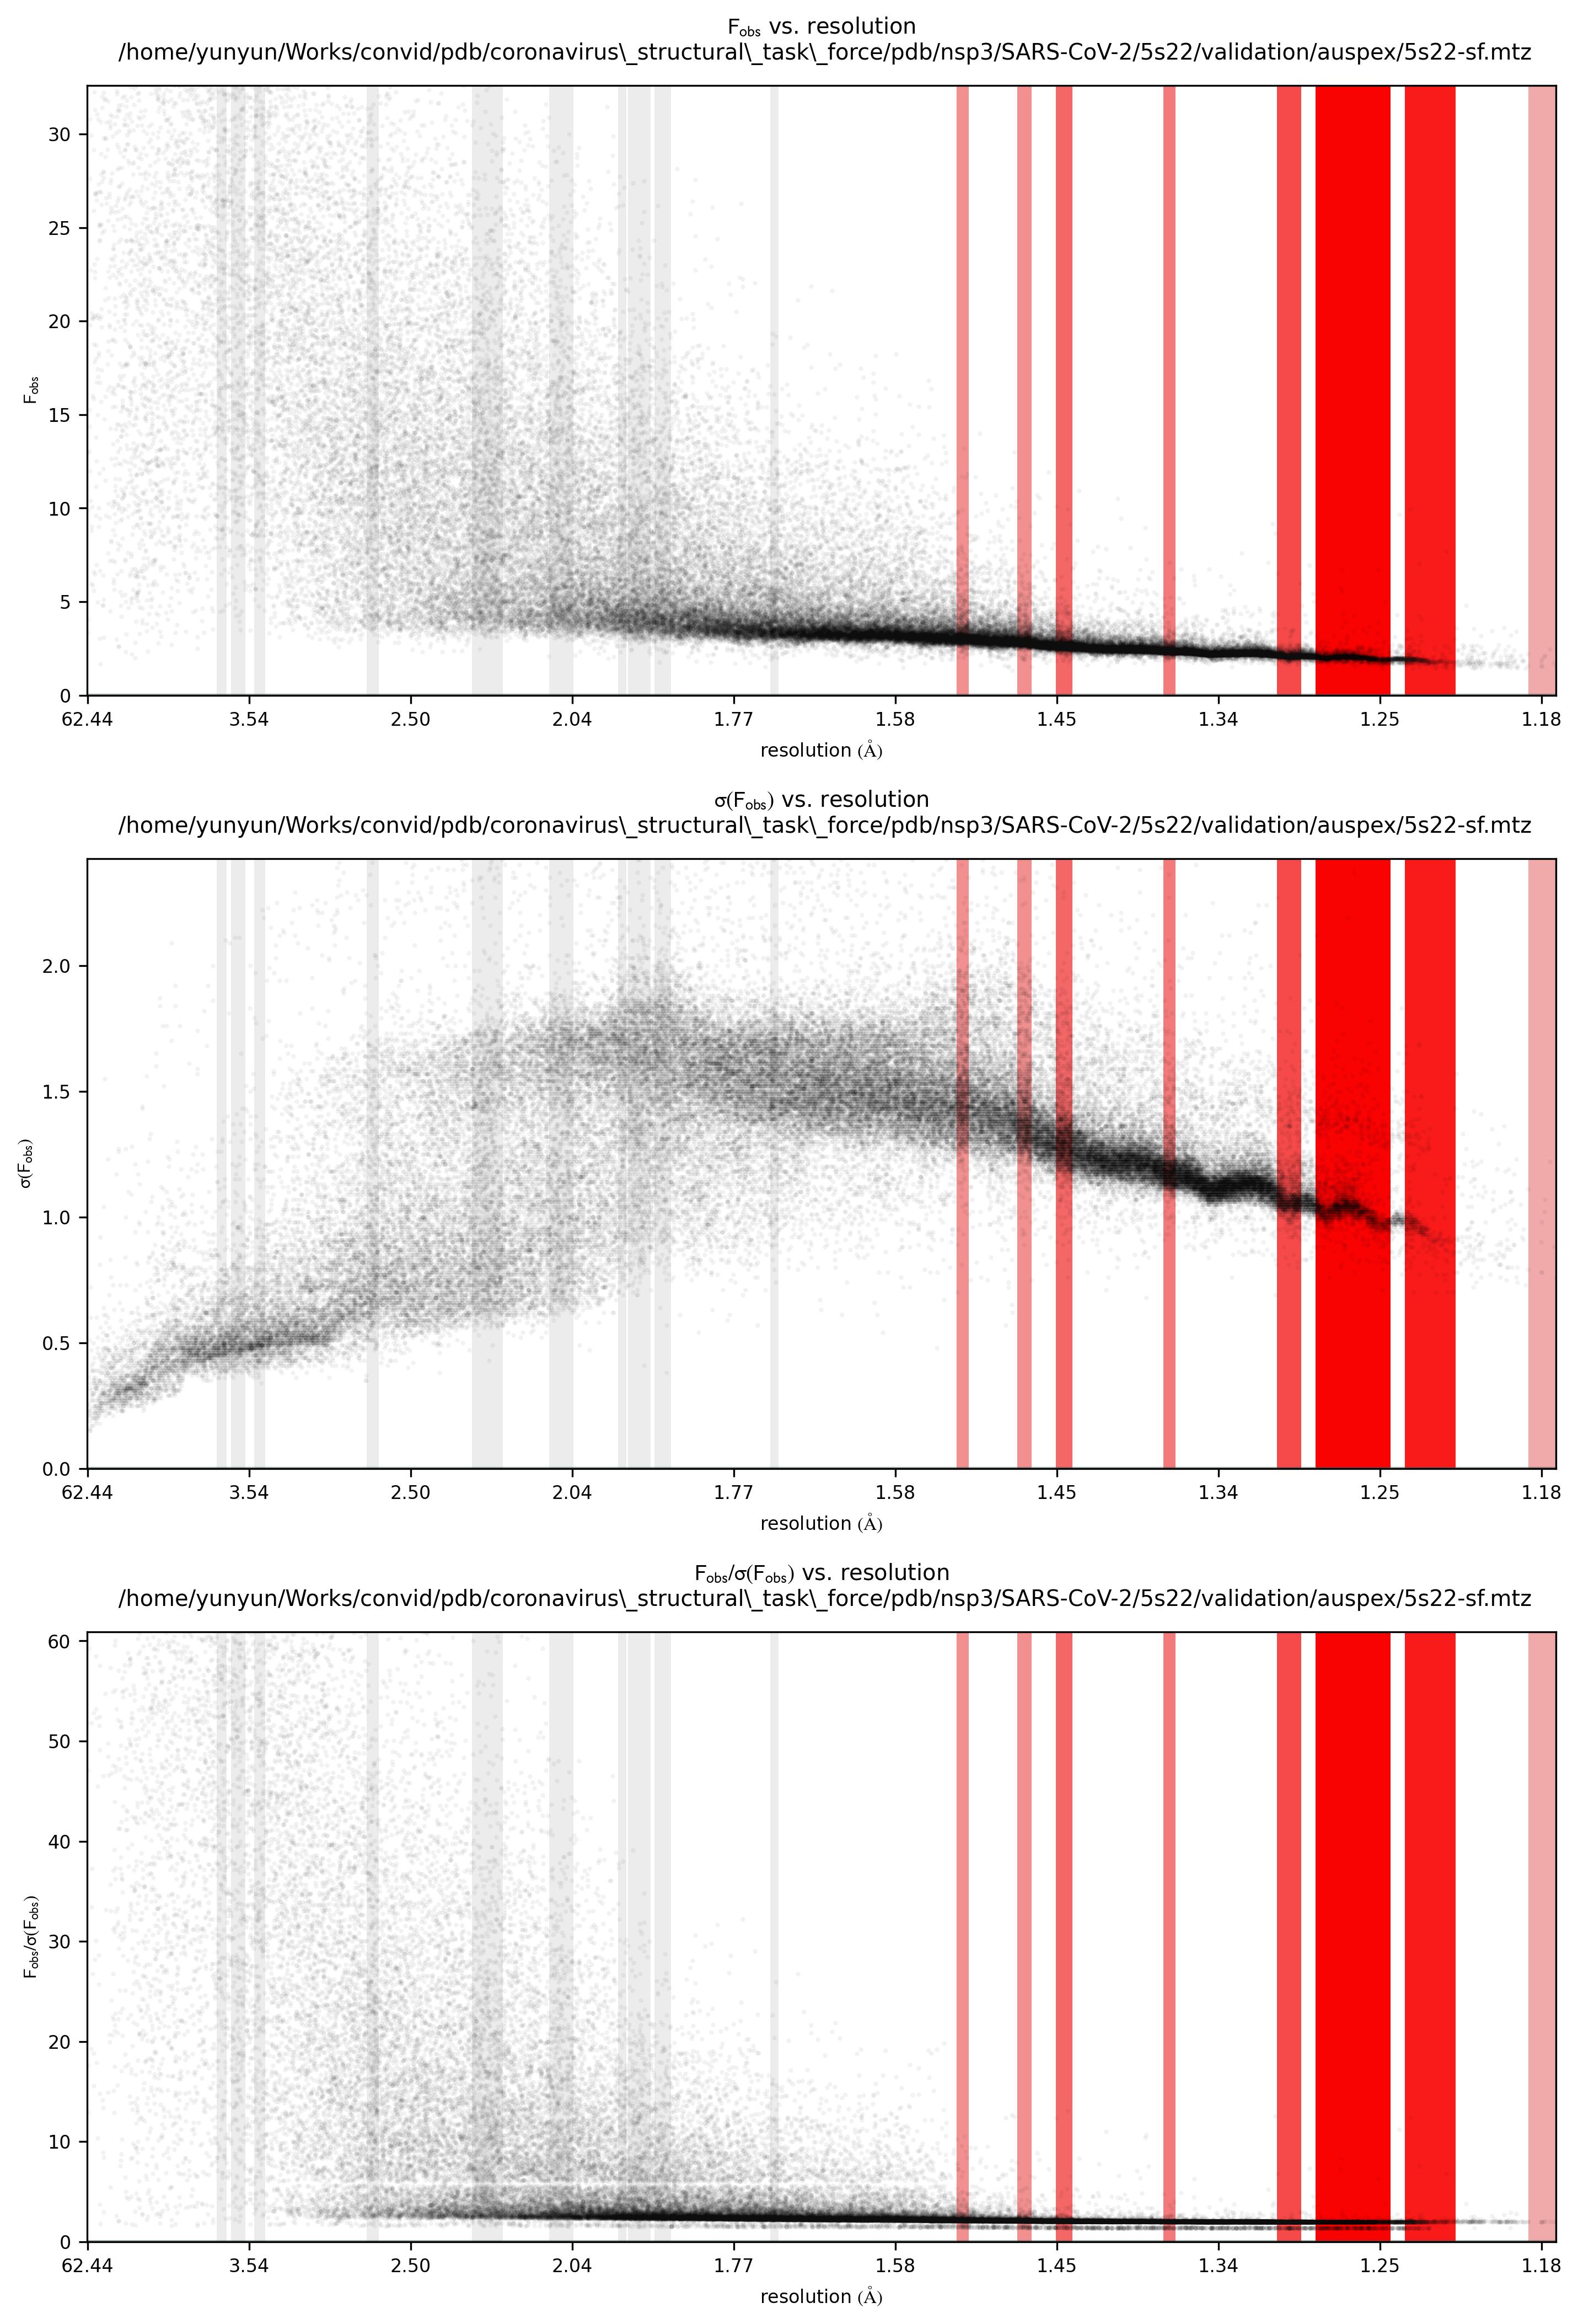 Fobs vs. resolution
/home/yunyun/Works/convid/pdb/coronavirus\_structural\_task\_force/pdb/nsp3/SARS-CoV-2/5s22/validation/auspex/5s22-sf.mtz
30
25
20
15
10
5
0
Fobs
62.44 3.54 2.50 2.04 1.77 1.58 1.45 1.34 1.25 1.18
resolution (Å)
σ(Fobs) vs. resolution
/home/yunyun/Works/convid/pdb/coronavirus\_structural\_task\_force/pdb/nsp3/SARS-CoV-2/5s22/validation/auspex/5s22-sf.mtz
2.0
1.5
1.0
0.5
0.0
σ(Fobs)
62.44 3.54 2.50 2.04 1.77 1.58 1.45 1.34 1.25 1.18
resolution (Å)
Fobs/σ(Fobs) vs. resolution
/home/yunyun/Works/convid/pdb/coronavirus\_structural\_task\_force/pdb/nsp3/SARS-CoV-2/5s22/validation/auspex/5s22-sf.mtz
60
50
40
30
20
10
0
Fobs/σ(Fobs)
62.44 3.54 2.50 2.04 1.77 1.58 1.45 1.34 1.25 1.18
resolution (Å)